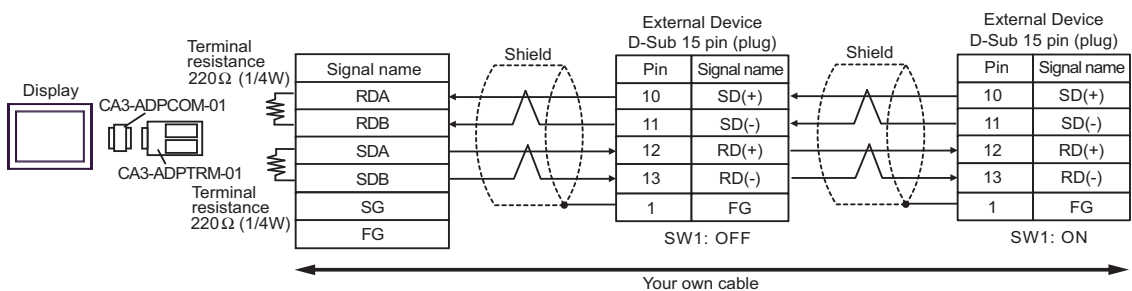 Display
CA3-ADPCOM-01
CA3-ADPTRM-01
Terminal
resistance
220Ω (1/4W)
Terminal
resistance
220Ω (1/4W)
Signal name
RDA
RDB
SDA
SDB
SG
FG
Shield
External Device
D-Sub 15 pin (plug)
Pin Signal name
10 SD(+)
11 SD(-)
12 RD(+)
13 RD(-)
1 FG
SW1: OFF
Shield
External Device
D-Sub 15 pin (plug)
Pin Signal name
10 SD(+)
11 SD(-)
12 RD(+)
13 RD(-)
1 FG
SW1: ON
Your own cable